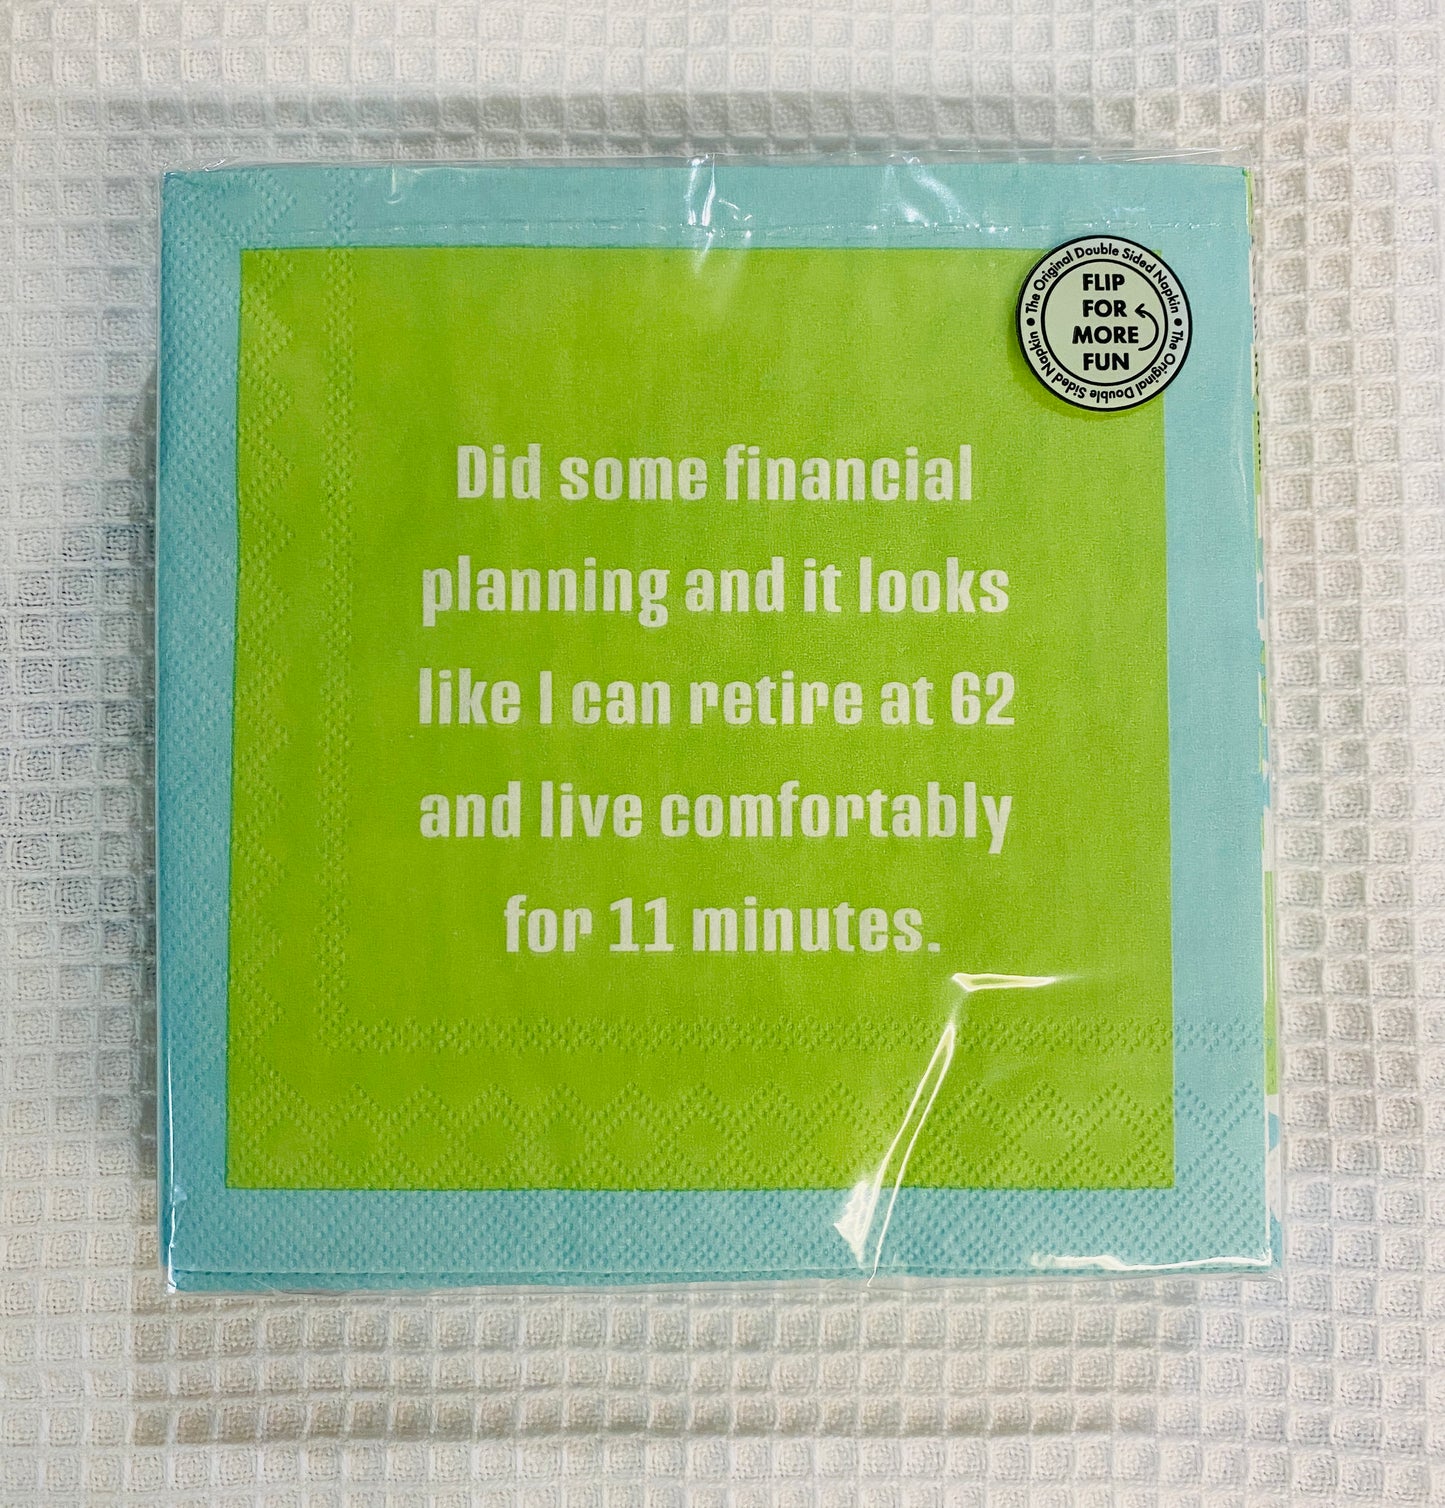 The Original Double Sided Napkin • The Original Double Sided Napkin •
FLIP
FOR
MORE
FUN
Did some financial
planning and it looks
like I can retire at 62
and live comfortably
for 11 minutes.